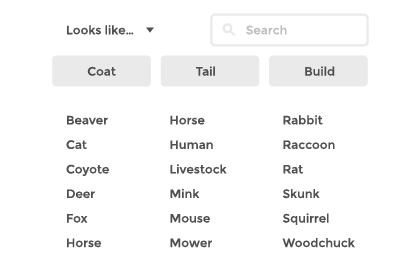 Looks like... Search
Coat Tail Build
Beaver Horse Rabbit
Cat Human Raccoon
Coyote Livestock Rat
Deer Mink Skunk
Fox Mouse Squirrel
Horse Mower Woodchuck